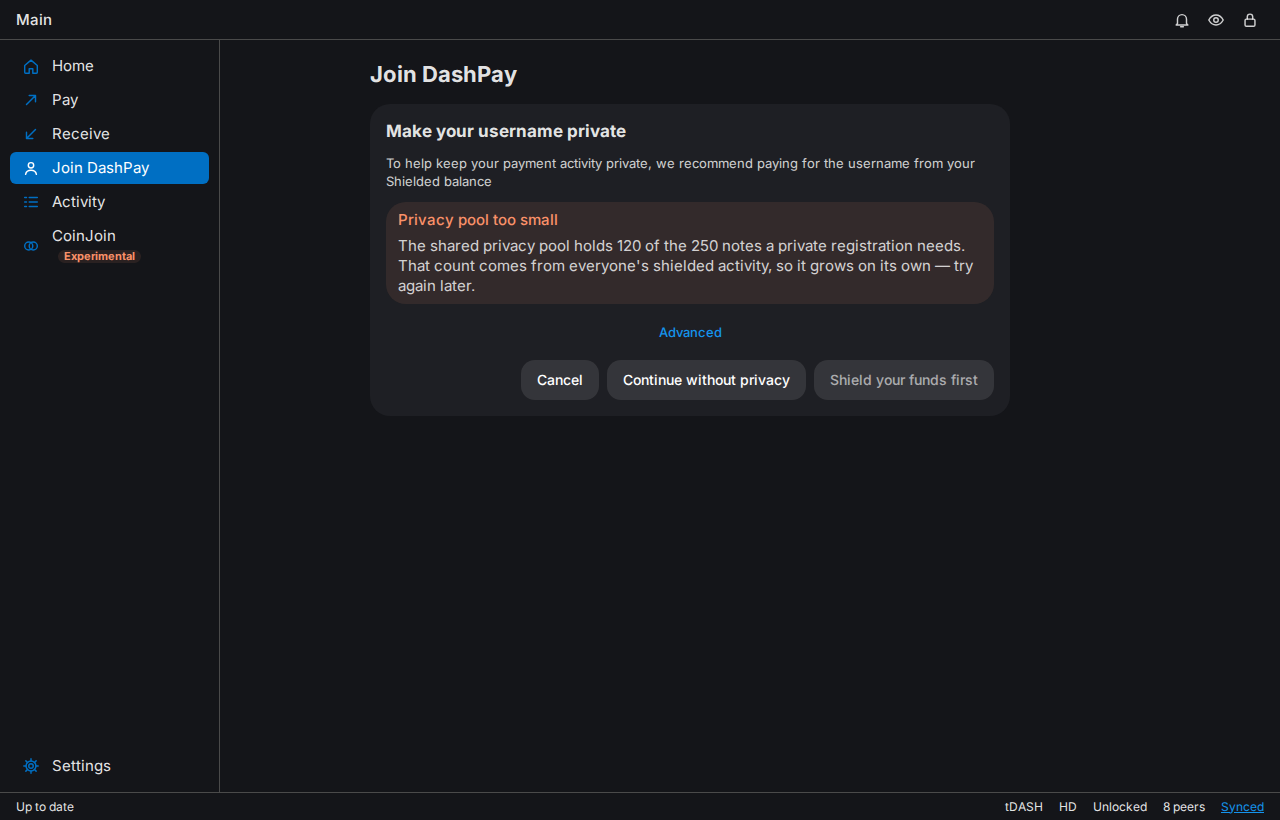 Main
Home
Pay
Receive
Join DashPay
Activity
CoinJoin
Experimental
Settings
Join DashPay
Make your username private
To help keep your payment activity private, we recommend paying for the username from your
Shielded balance
Privacy pool too small
The shared privacy pool holds 120 of the 250 notes a private registration needs.
That count comes from everyone's shielded activity, so it grows on its own — try
again later.
Advanced
Cancel
Continue without privacy
Shield your funds first
Up to date
tDASH
HD
Unlocked
8 peers
Synced